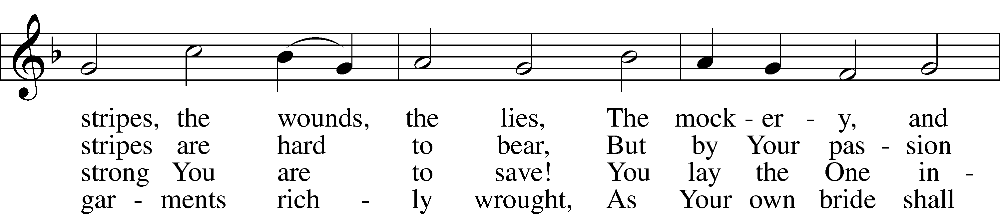 stripes, the wounds, the lies, The mock - er - y, and
stripes are hard to bear, But by Your pas - sion
strong You are to save! You lay the One in -
gar - ments rich - ly wrought, As Your own bride shall